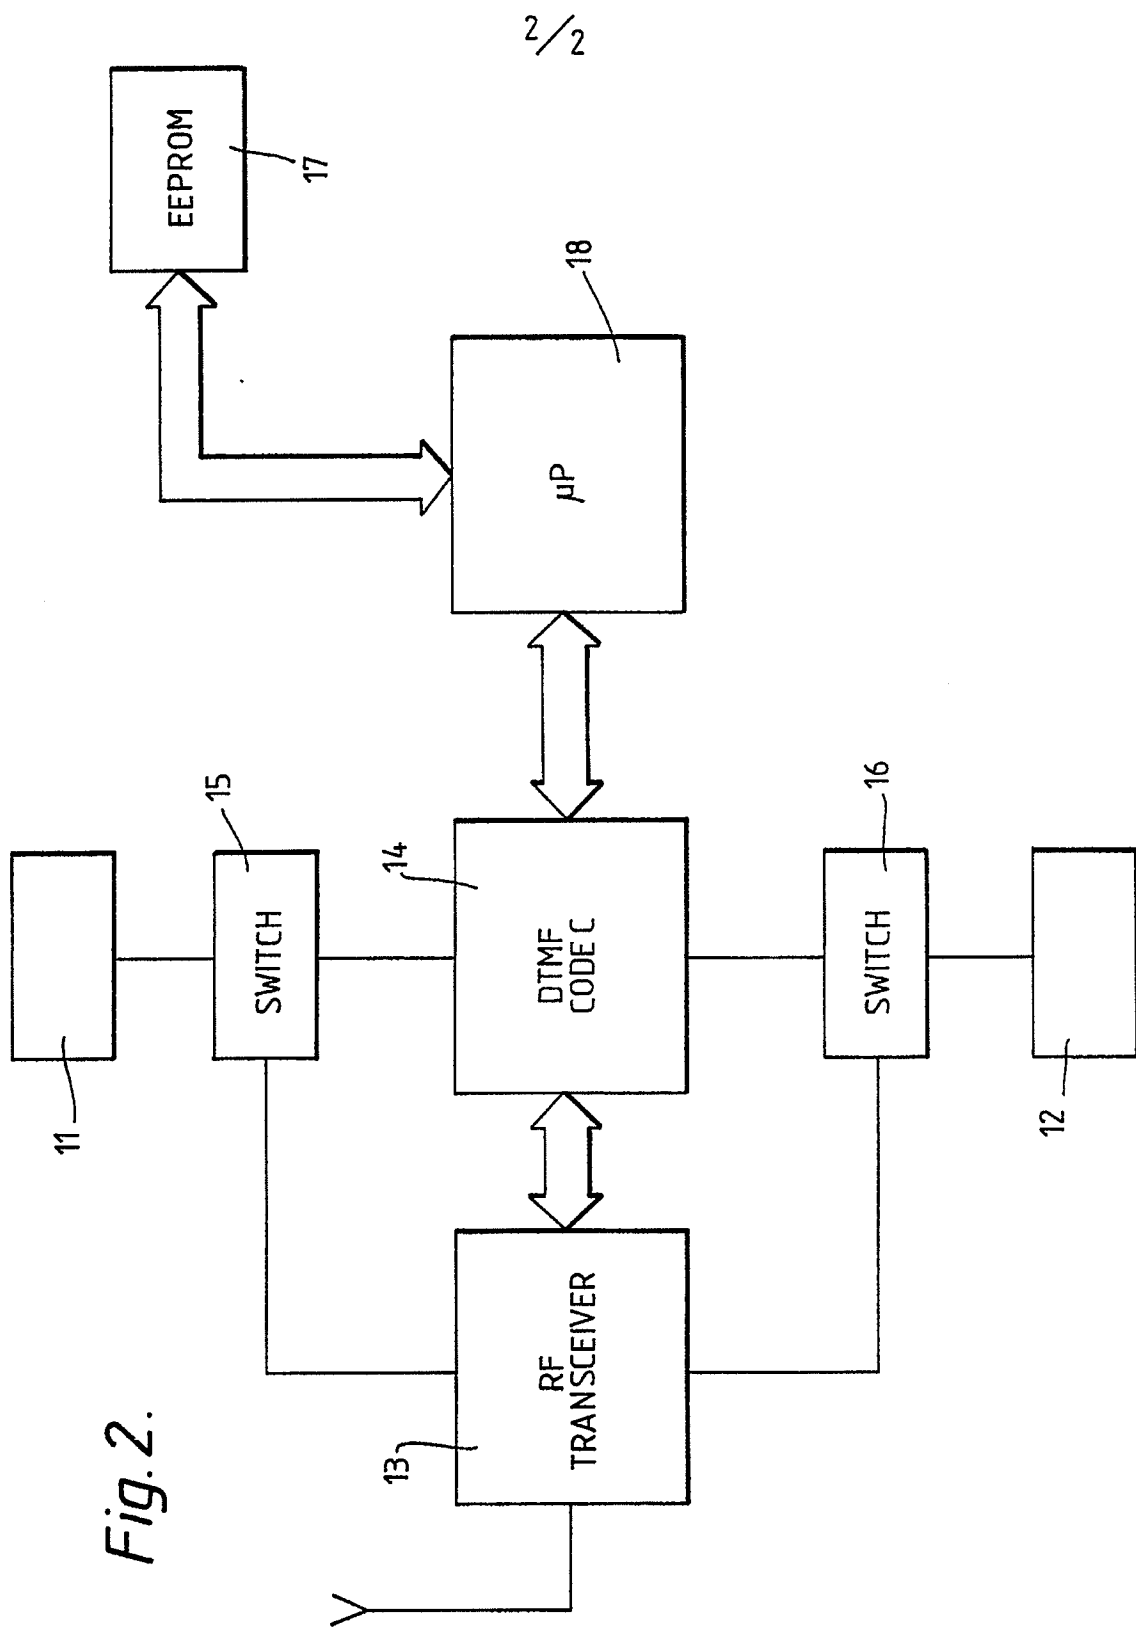 2/2
Fig. 2.
11
SWITCH
15
EEPROM
17
13
RF
TRANSCEIVER
14
DTMF
CODEC
µP
18
SWITCH
16
12